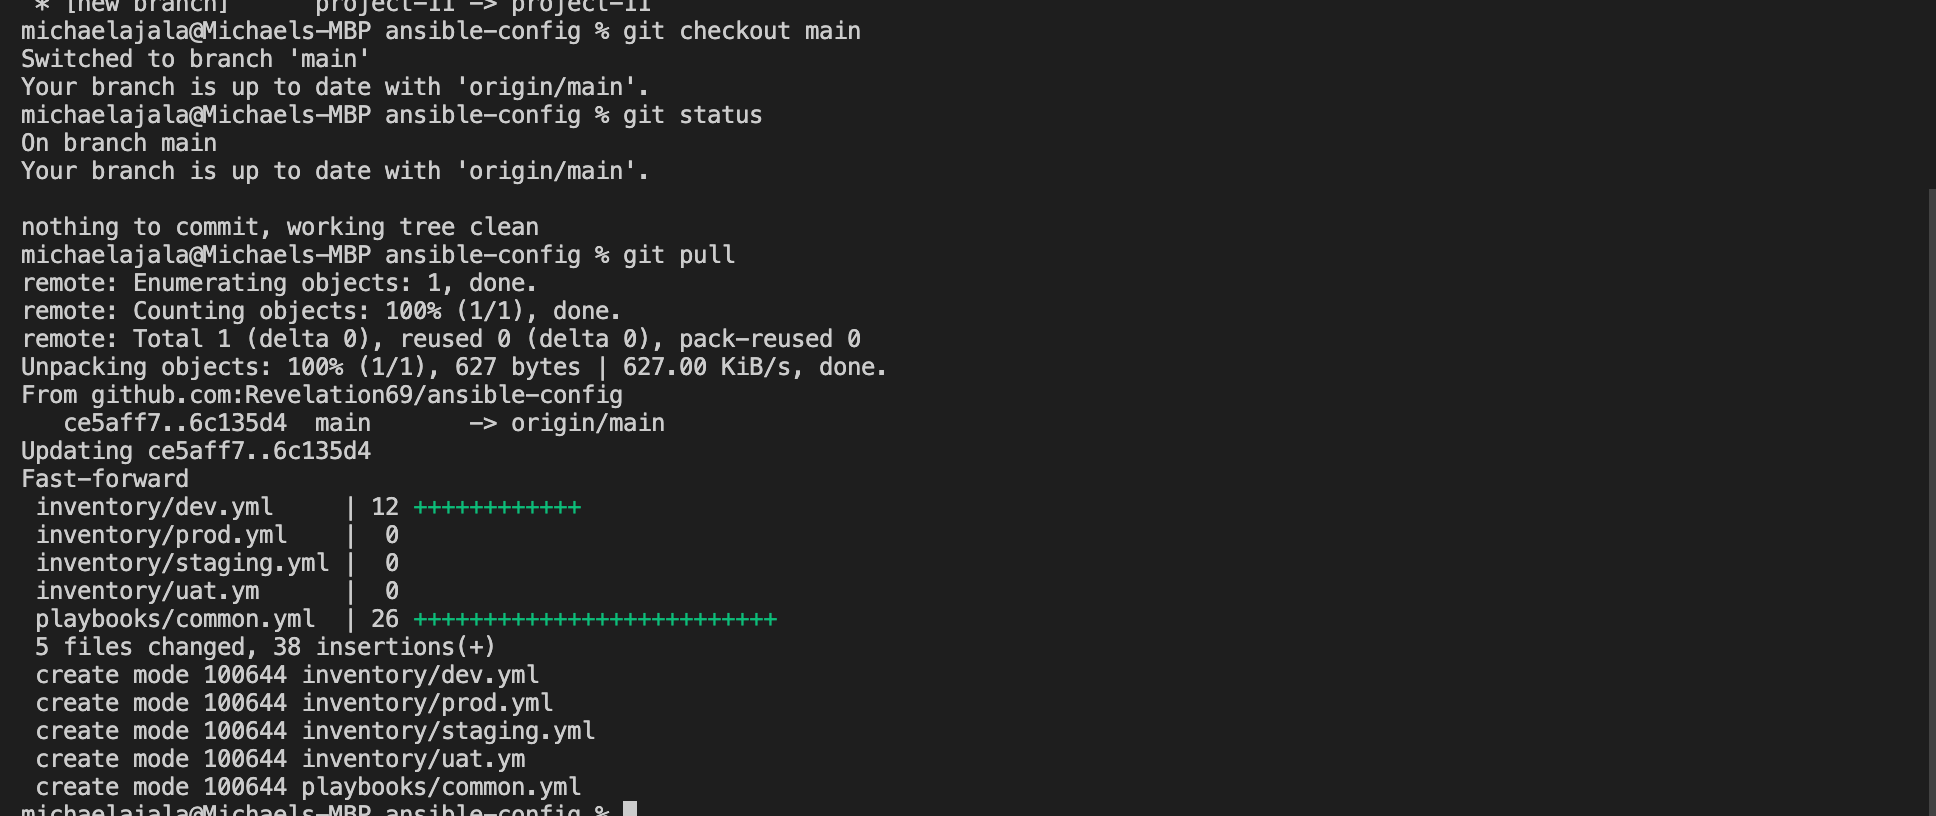 * [new branch]      project-11 -> project-11
michaelajala@Michaels-MBP ansible-config % git checkout main
Switched to branch 'main'
Your branch is up to date with 'origin/main'.
michaelajala@Michaels-MBP ansible-config % git status
On branch main
Your branch is up to date with 'origin/main'.

nothing to commit, working tree clean
michaelajala@Michaels-MBP ansible-config % git pull
remote: Enumerating objects: 1, done.
remote: Counting objects: 100% (1/1), done.
remote: Total 1 (delta 0), reused 0 (delta 0), pack-reused 0
Unpacking objects: 100% (1/1), 627 bytes | 627.00 KiB/s, done.
From github.com:Revelation69/ansible-config
   ce5aff7..6c135d4  main       -> origin/main
Updating ce5aff7..6c135d4
Fast-forward
 inventory/dev.yml     | 12 ++++++++++++
 inventory/prod.yml    |  0
 inventory/staging.yml |  0
 inventory/uat.ym      |  0
 playbooks/common.yml  | 26 ++++++++++++++++++++++++++
 5 files changed, 38 insertions(+)
 create mode 100644 inventory/dev.yml
 create mode 100644 inventory/prod.yml
 create mode 100644 inventory/staging.yml
 create mode 100644 inventory/uat.ym
 create mode 100644 playbooks/common.yml
michaelajala@Michaels-MBP ansible-config %